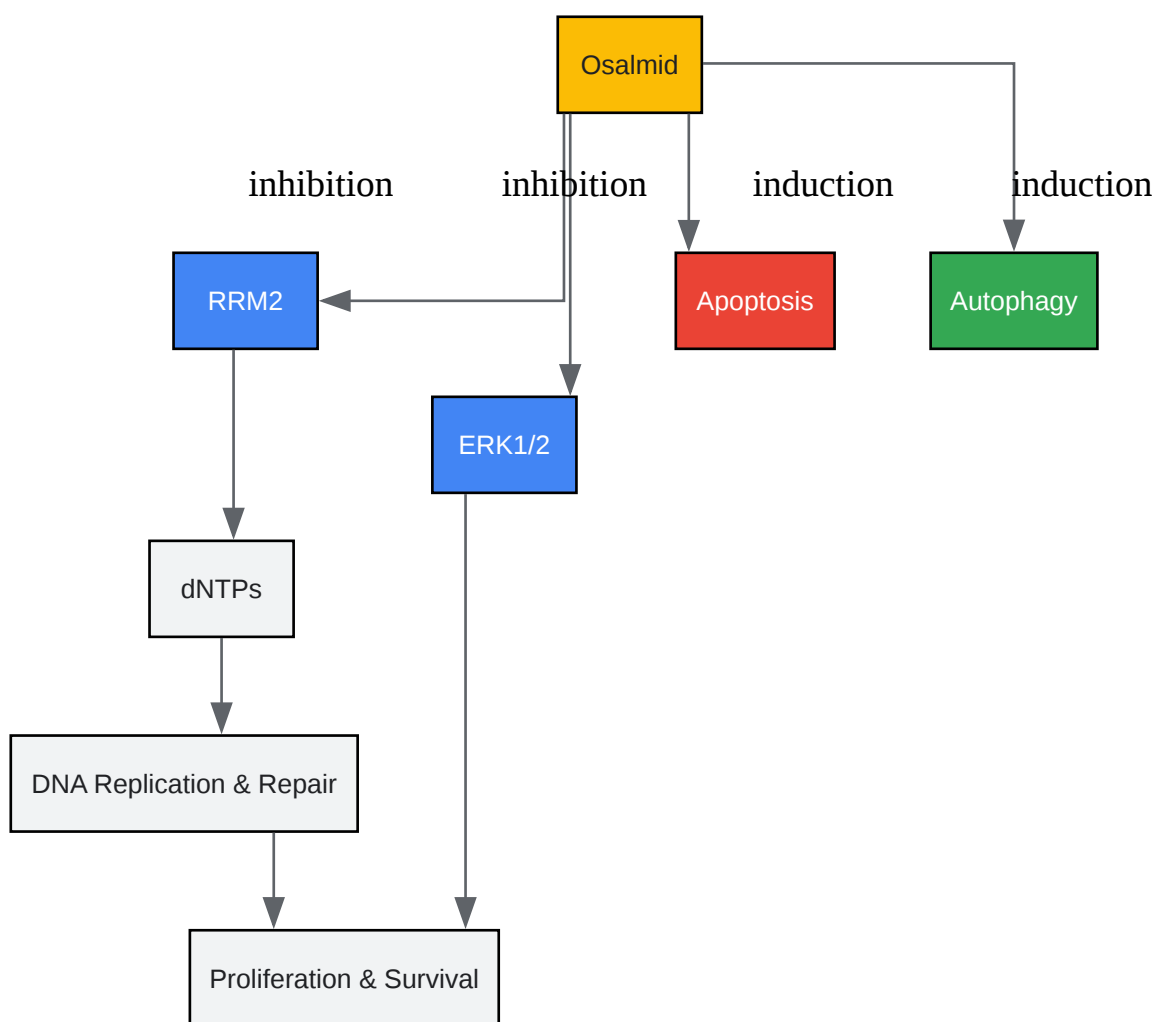 Osalmid
inhibition
inhibition
induction
induction
RRM2
Apoptosis
Autophagy
ERK1/2
dNTPs
DNA Replication & Repair
Proliferation & Survival